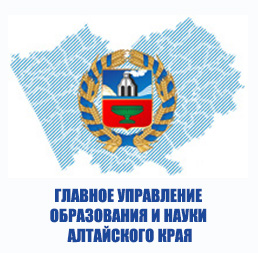 ГЛАВНОЕ УПРАВЛЕНИЕ
ОБРАЗОВАНИЯ И НАУКИ
АЛТАЙСКОГО КРАЯ